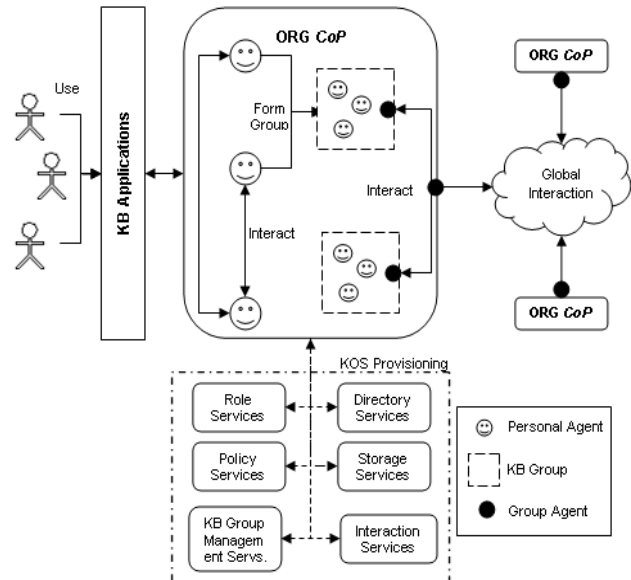 ORG CoP
Use
KB Applications
Form
Group
Interact
Interact
ORG CoP
Global
Interaction
ORG CoP
KOS Provisioning
Role
Services
Directory
Services
Policy
Services
Storage
Services
KB Group
Managem
ent Servs.
Interaction
Services
Personal Agent
KB Group
Group Agent